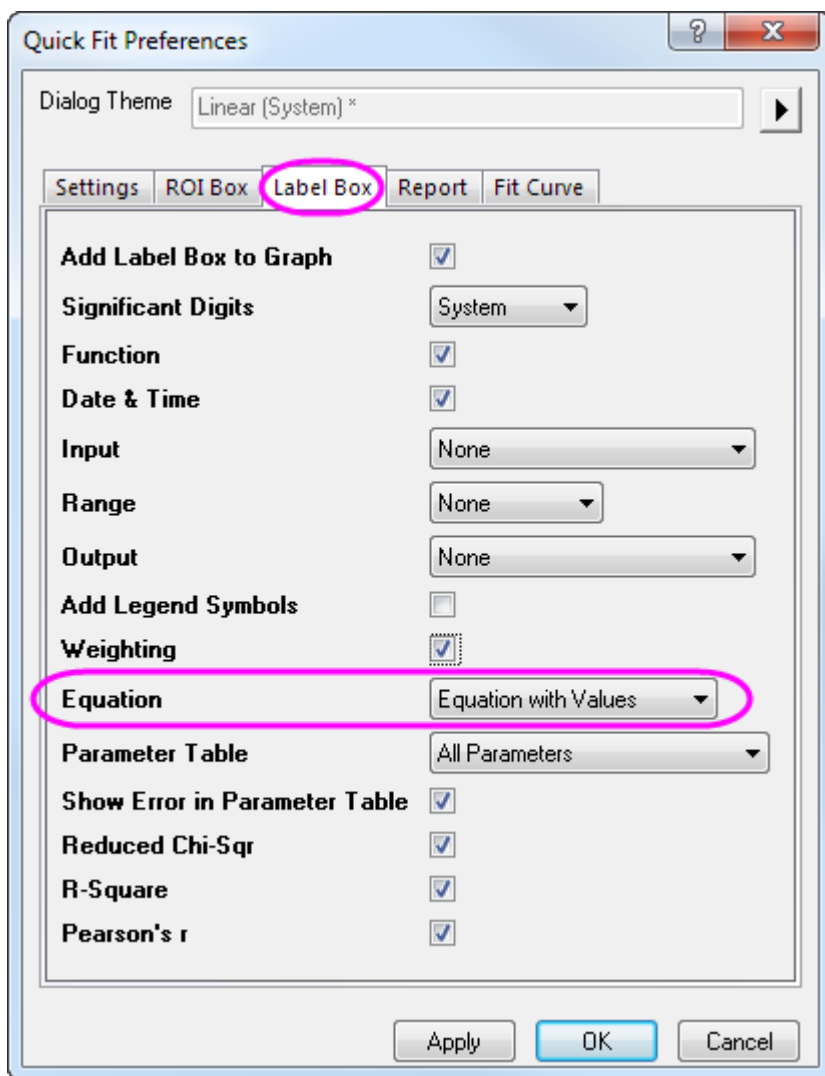 Quick Fit Preferences
Dialog Theme Linear (System) *
Settings ROI Box Label Box Report Fit Curve
Add Label Box to Graph
Significant Digits System
Function
Date & Time
Input None
Range None
Output None
Add Legend Symbols
Weighting
Equation Equation with Values
Parameter Table All Parameters
Show Error in Parameter Table
Reduced Chi-Sqr
R-Square
Pearson's r
Apply OK Cancel